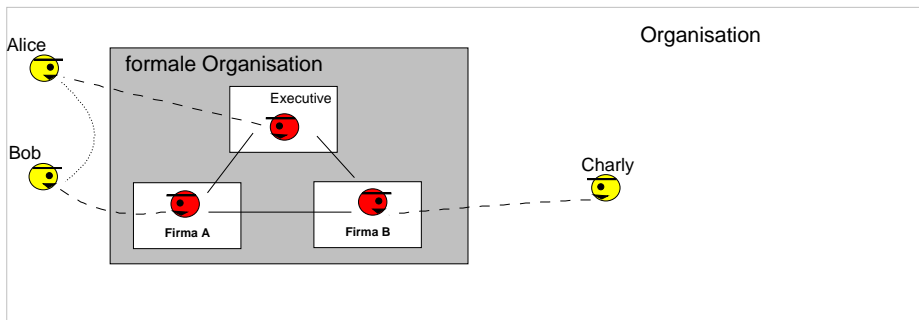 Organisation
Alice
formale Organisation
Executive
Bob
Charly
Firma A
Firma B